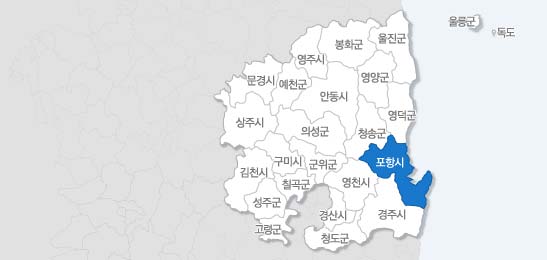 울릉군
독도
울진군
봉화군
영주시
문경시
예천군
영양군
안동시
영덕군
상주시
의성군
청송군
구미시
군위군
포항시
김천시
칠곡군
영천시
성주군
경산시
경주시
고령군
청도군